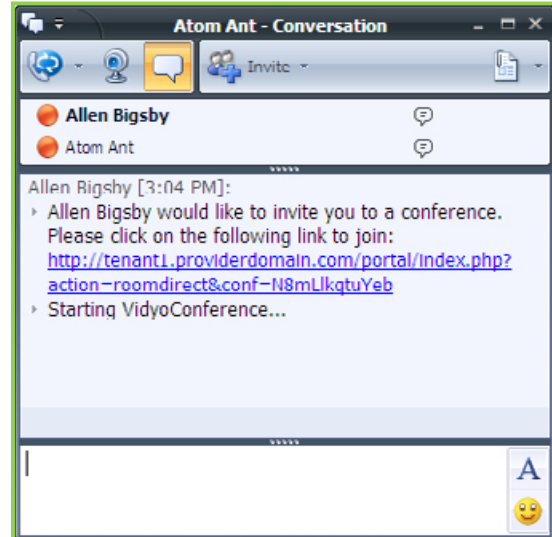 Atom Ant - Conversation
Invite
Allen Bigsby
Atom Ant
Allen Bigsby [3:04 PM]:
Allen Bigsby would like to invite you to a conference.
Please click on the following link to join:
http://tenant1.providerdomain.com/portal/index.php?
action=roomdirect&conf=N8mLlkqtuYeb
Starting VidyoConference...
A